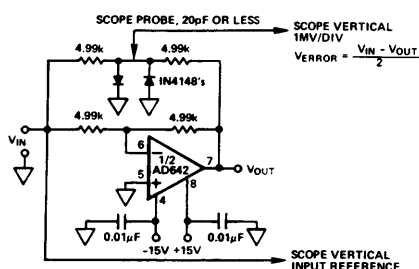 SCOPE PROBE, 20pF OR LESS
SCOPE VERTICAL
1MV/DIV
VERROR = VIN – VOUT
2
4.99k
4.99k
IN4148's
4.99k
4.99k
VIN
6
7
VOUT
1/2
AD642
5
8
4
0.01μF
0.01μF
-15V +15V
SCOPE VERTICAL
INPUT REFERENCE